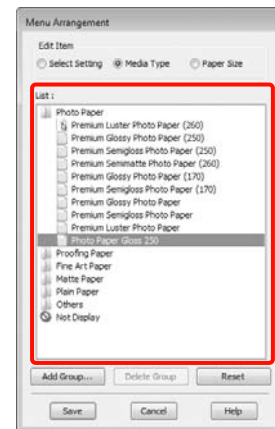 Menu Arrangement
Edit Item
Select Setting Media Type Paper Size
List :
Photo Paper
Premium Luster Photo Paper (260)
Premium Glossy Photo Paper (250)
Premium Semigloss Photo Paper (250)
Premium Semimatte Photo Paper (260)
Premium Glossy Photo Paper (170)
Premium Semigloss Photo Paper (170)
Premium Glossy Photo Paper
Premium Semigloss Photo Paper
Premium Luster Photo Paper
Photo Paper Gloss 250
Proofing Paper
Fine Art Paper
Matte Paper
Plain Paper
Others
Not Display
Add Group... Delete Group Reset
Save Cancel Help